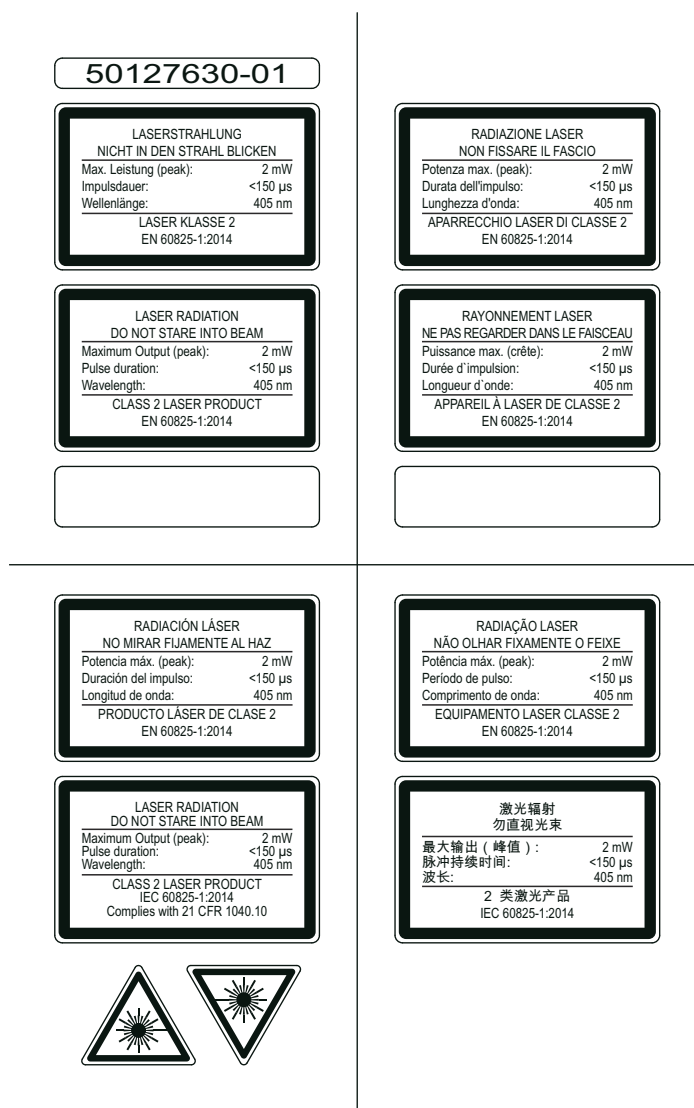 50127630-01
LASERSTRAHLUNG
NICHT IN DEN STRAHL BLICKEN
Max. Leistung (peak): 2 mW
Impulsdauer: <150 µs
Wellenlänge: 405 nm
LASER KLASSE 2
EN 60825-1:2014
RADIAZIONE LASER
NON FISSARE IL FASCIO
Potenza max. (peak): 2 mW
Durata dell'impulso: <150 µs
Lunghezza d'onda: 405 nm
APARRECCHIO LASER DI CLASSE 2
EN 60825-1:2014
LASER RADIATION
DO NOT STARE INTO BEAM
Maximum Output (peak): 2 mW
Pulse duration: <150 µs
Wavelength: 405 nm
CLASS 2 LASER PRODUCT
EN 60825-1:2014
RAYONNEMENT LASER
NE PAS REGARDER DANS LE FAISCEAU
Puissance max. (crête): 2 mW
Durée d`impulsion: <150 µs
Longueur d`onde: 405 nm
APPAREIL À LASER DE CLASSE 2
EN 60825-1:2014
RADIACIÓN LÁSER
NO MIRAR FIJAMENTE AL HAZ
Potencia máx. (peak): 2 mW
Duración del impulso: <150 µs
Longitud de onda: 405 nm
PRODUCTO LÁSER DE CLASE 2
EN 60825-1:2014
RADIAÇÃO LASER
NÃO OLHAR FIXAMENTE O FEIXE
Potência máx. (peak): 2 mW
Período de pulso: <150 µs
Comprimento de onda: 405 nm
EQUIPAMENTO LASER CLASSE 2
EN 60825-1:2014
LASER RADIATION
DO NOT STARE INTO BEAM
Maximum Output (peak): 2 mW
Pulse duration: <150 µs
Wavelength: 405 nm
CLASS 2 LASER PRODUCT
IEC 60825-1:2014
Complies with 21 CFR 1040.10
激光辐射
勿直视光束
最大输出（峰值）: 2 mW
脉冲持续时间: <150 µs
波长: 405 nm
2 类激光产品
IEC 60825-1:2014